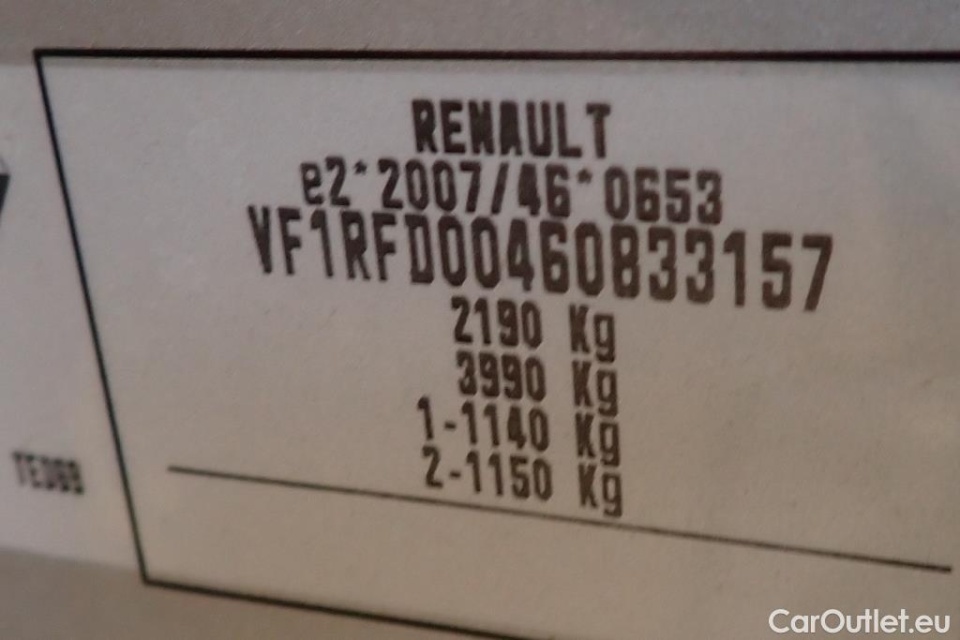 RENAULT
e2*2007/46*0653
VF1RFD00460833157
2190 Kg
3990 Kg
1-1140 Kg
2-1150 Kg
CarOutlet.eu